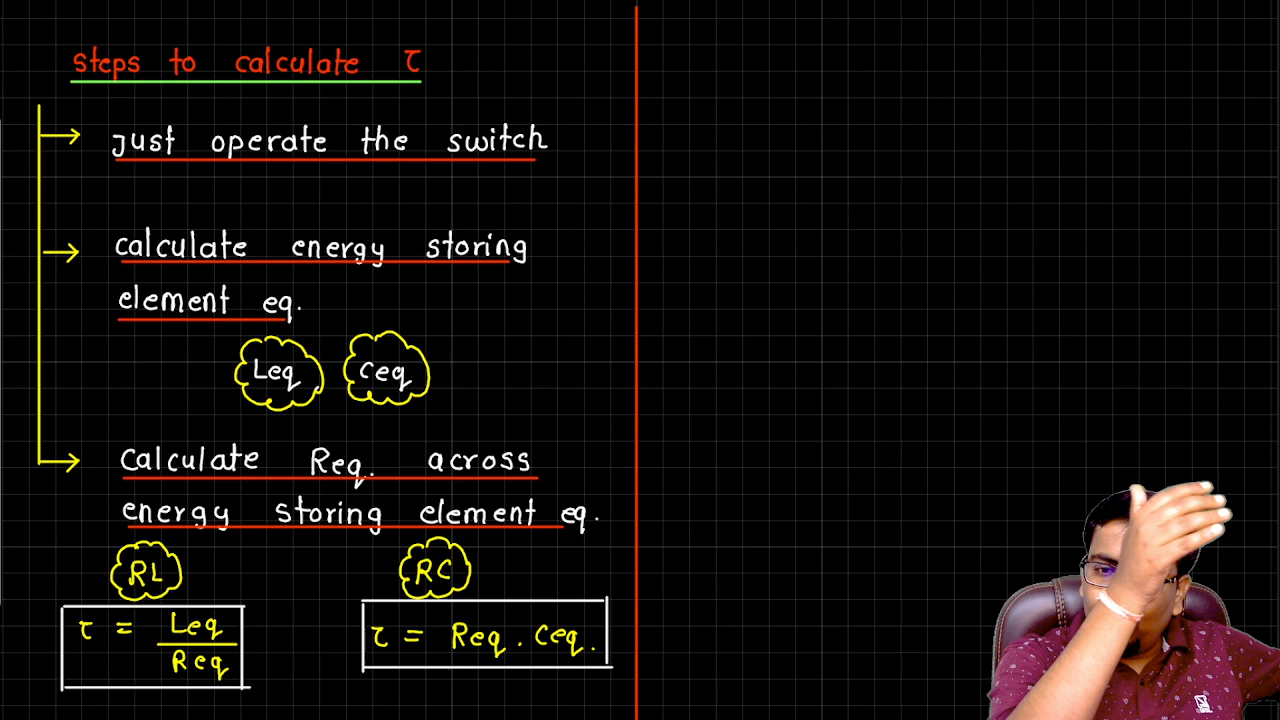 steps to calculate τ
just operate the switch
calculate energy storing
element eq.
Leq Ceq
Calculate Req. across
energy storing element eq.
RL RC
τ = Leq / Req
τ = Req . Ceq.